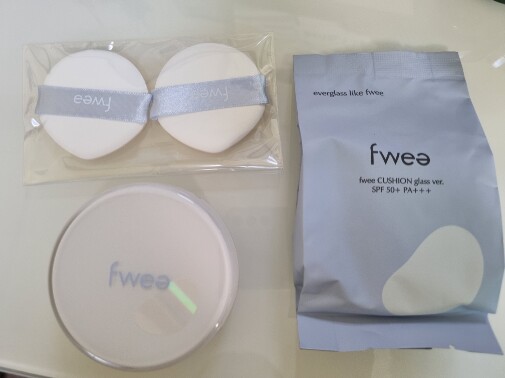 fwee
fwee
everglass like fwee
fwee
fwee CUSHION glass ver.
SPF 50+ PA+++
fwee